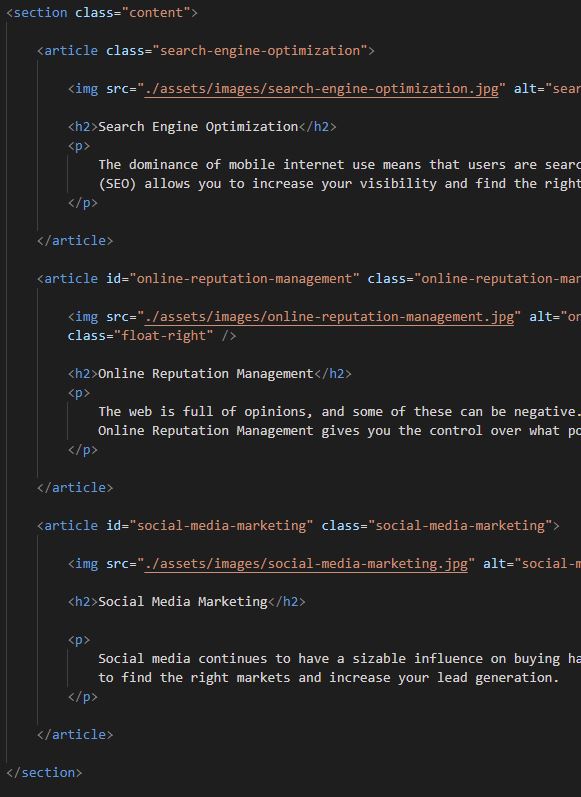 <section class="content">
<article class="search-engine-optimization">
<img src="./assets/images/search-engine-optimization.jpg" alt="sear
<h2>Search Engine Optimization</h2>
<p>
The dominance of mobile internet use means that users are searc
(SEO) allows you to increase your visibility and find the right
</p>
</article>
<article id="online-reputation-management" class="online-reputation-man
<img src="./assets/images/online-reputation-management.jpg" alt="on
class="float-right" />
<h2>Online Reputation Management</h2>
<p>
The web is full of opinions, and some of these can be negative.
Online Reputation Management gives you the control over what po
</p>
</article>
<article id="social-media-marketing" class="social-media-marketing">
<img src="./assets/images/social-media-marketing.jpg" alt="social-m
<h2>Social Media Marketing</h2>
<p>
Social media continues to have a sizable influence on buying ha
to find the right markets and increase your lead generation.
</p>
</article>
</section>